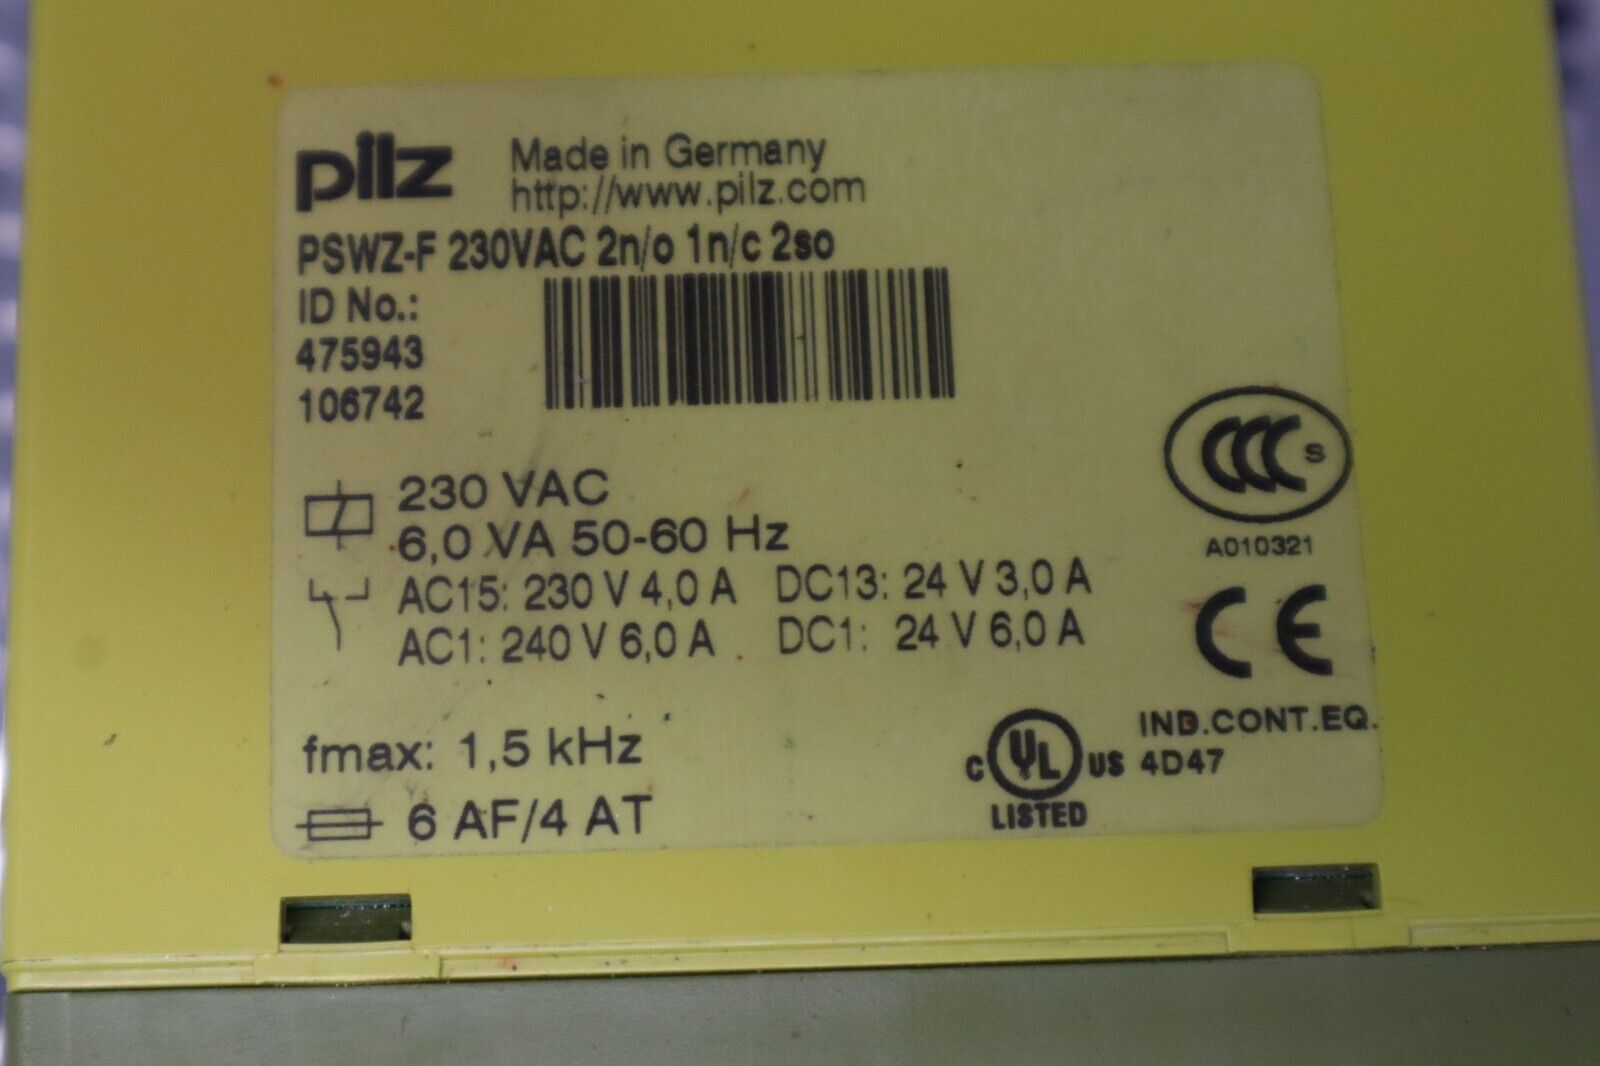 pilz
Made in Germany
http://www.pilz.com
PSWZ-F 230VAC 2n/o 1n/c 2so
ID No.:
475943
106742
230 VAC
6,0 VA 50-60 Hz
AC15: 230 V 4,0 A DC13: 24 V 3,0 A
AC1: 240 V 6,0 A DC1: 24 V 6,0 A
CCC S
A010321
CE
fmax: 1,5 kHz
6 AF/4 AT
C UL US
LISTED
IND.CONT.EQ.
4D47